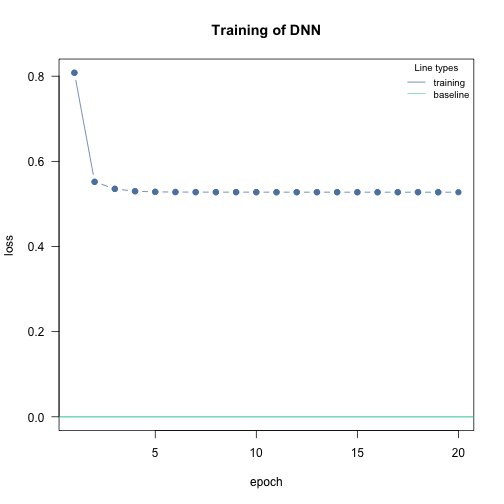 Training of DNN
Line types
training
baseline
0.8
0.6
0.4
0.2
0.0
loss
5 10 15 20
epoch